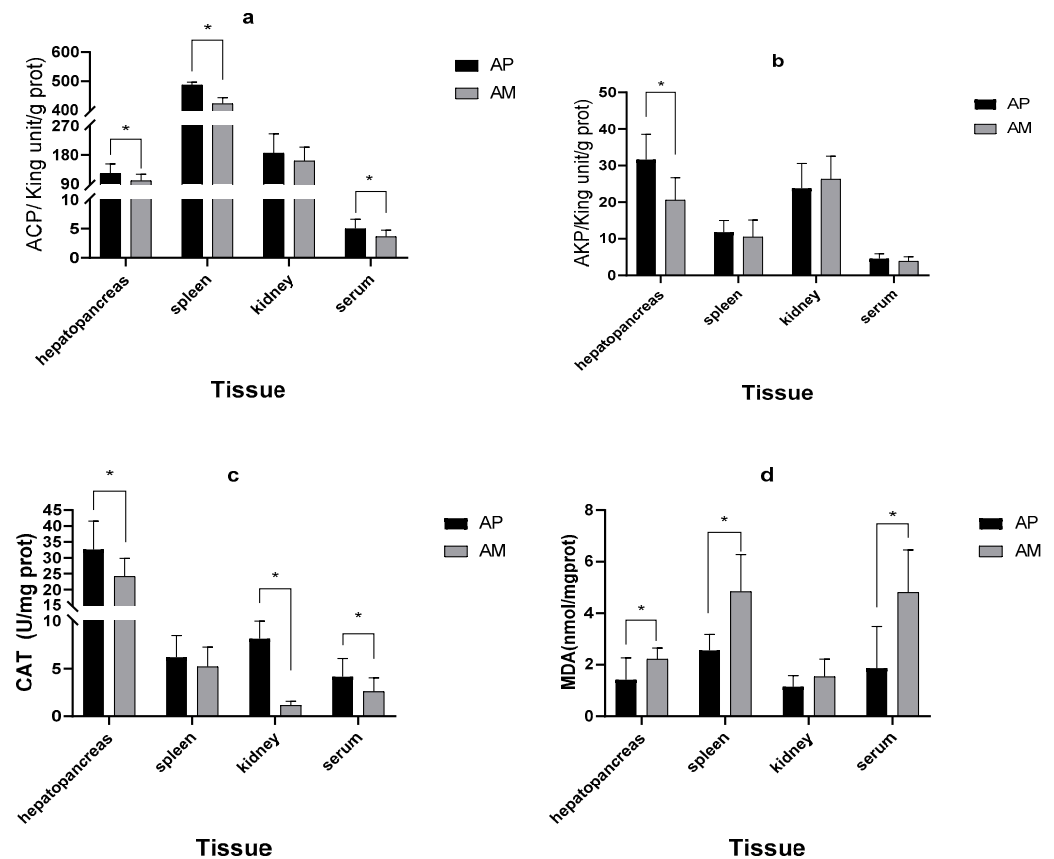 a
ACP/ King unit/g prot)
600
500
400
270
180
90
10
5
0
*
*
*
AP
AM
hepatopancreas
spleen
kidney
serum
Tissue
b
AKP/King unit/g prot)
50
40
30
20
10
0
*
AP
AM
hepatopancreas
spleen
kidney
serum
Tissue
c
CAT (U/mg prot)
45
40
35
30
25
20
15
10
5
0
*
*
*
AP
AM
hepatopancreas
spleen
kidney
serum
Tissue
d
MDA(nmol/mgprot)
8
6
4
2
0
*
*
*
AP
AM
hepatopancreas
spleen
kidney
serum
Tissue